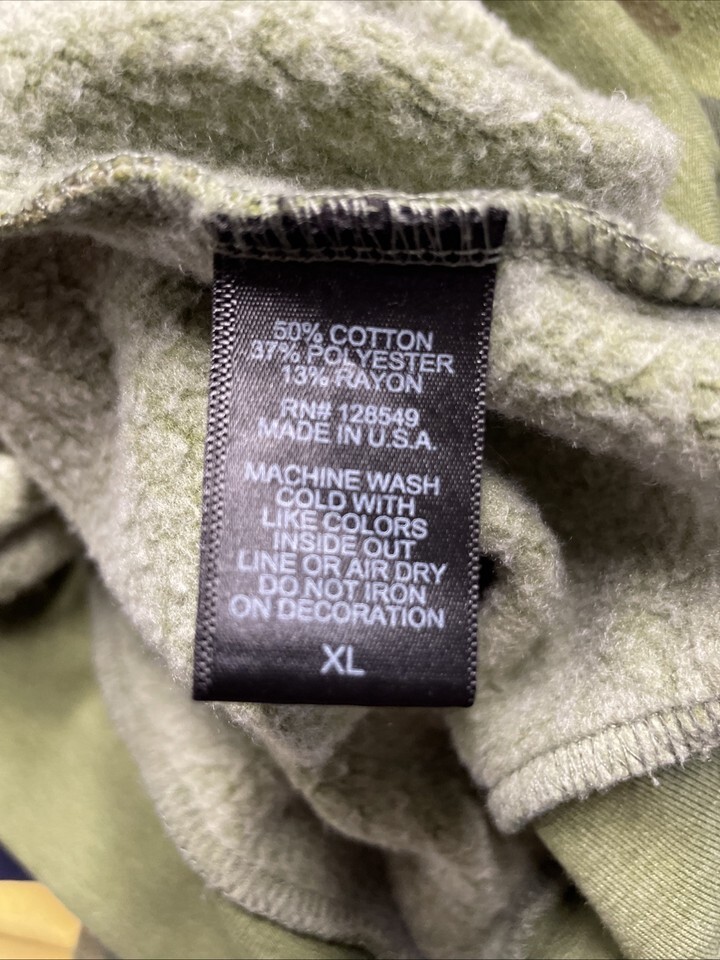 50% COTTON
37% POLYESTER
13% RAYON
RN# 128549
MADE IN U.S.A.
MACHINE WASH
COLD WITH
LIKE COLORS
INSIDE OUT
LINE OR AIR DRY
DO NOT IRON
ON DECORATION
XL